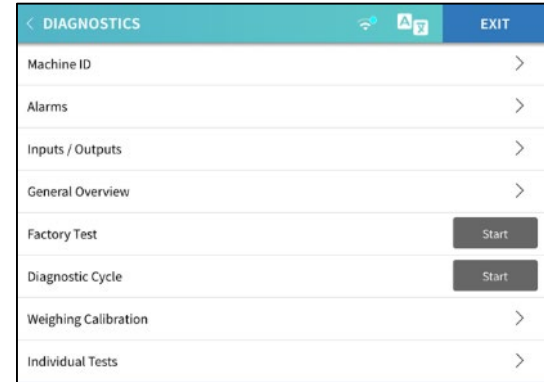 DIAGNOSTICS A 文 EXIT
Machine ID
Alarms
Inputs / Outputs
General Overview
Factory Test Start
Diagnostic Cycle Start
Weighing Calibration
Individual Tests